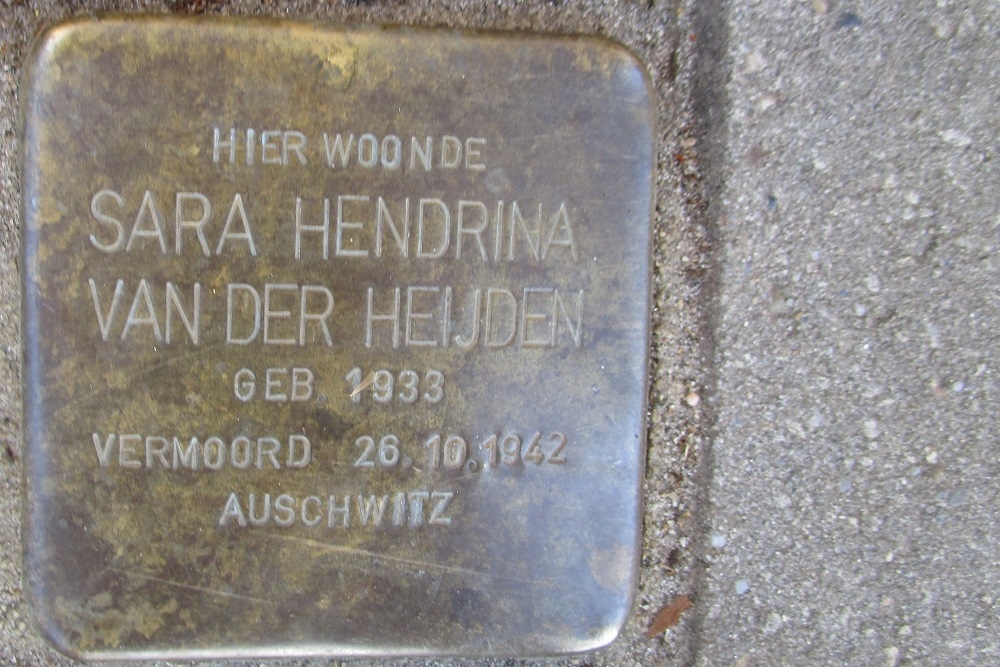 HIER WOONDE
SARA HENDRINA
VAN DER HEIJDEN
GEB. 1933
VERMOORD 26.10.1942
AUSCHWITZ